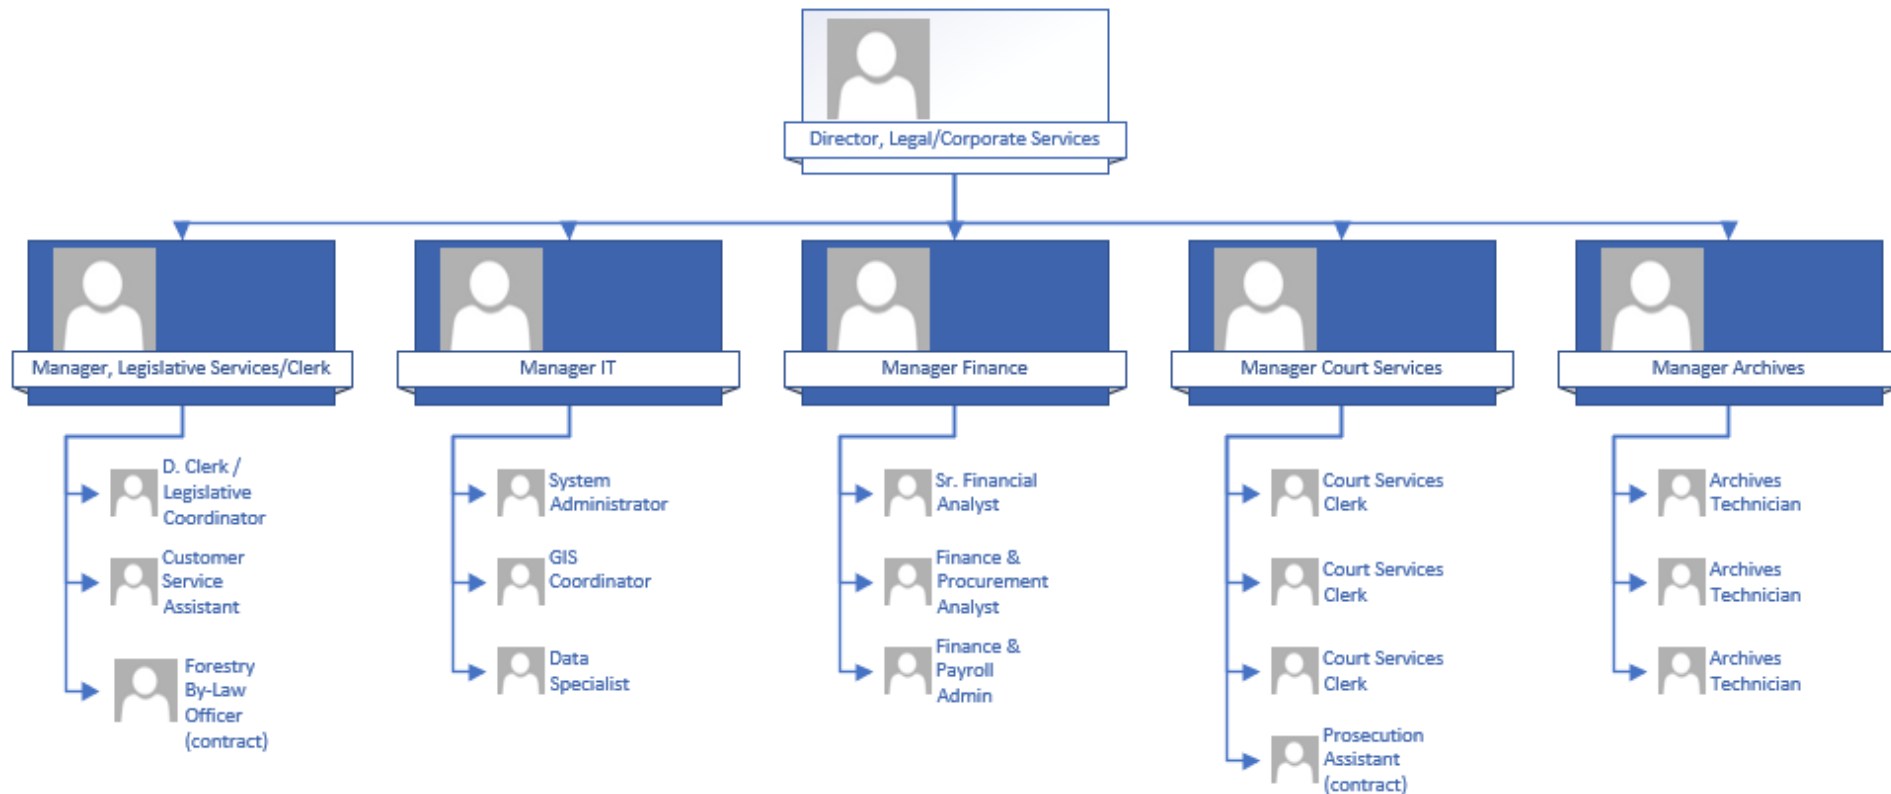 Director, Legal/Corporate Services
Manager, Legislative Services/Clerk
Manager IT
Manager Finance
Manager Court Services
Manager Archives
D. Clerk /
Legislative
Coordinator
Customer
Service
Assistant
Forestry
By-Law
Officer
(contract)
System
Administrator
GIS
Coordinator
Data
Specialist
Sr. Financial
Analyst
Finance &
Procurement
Analyst
Finance &
Payroll
Admin
Court Services
Clerk
Court Services
Clerk
Court Services
Clerk
Prosecution
Assistant
(contract)
Archives
Technician
Archives
Technician
Archives
Technician